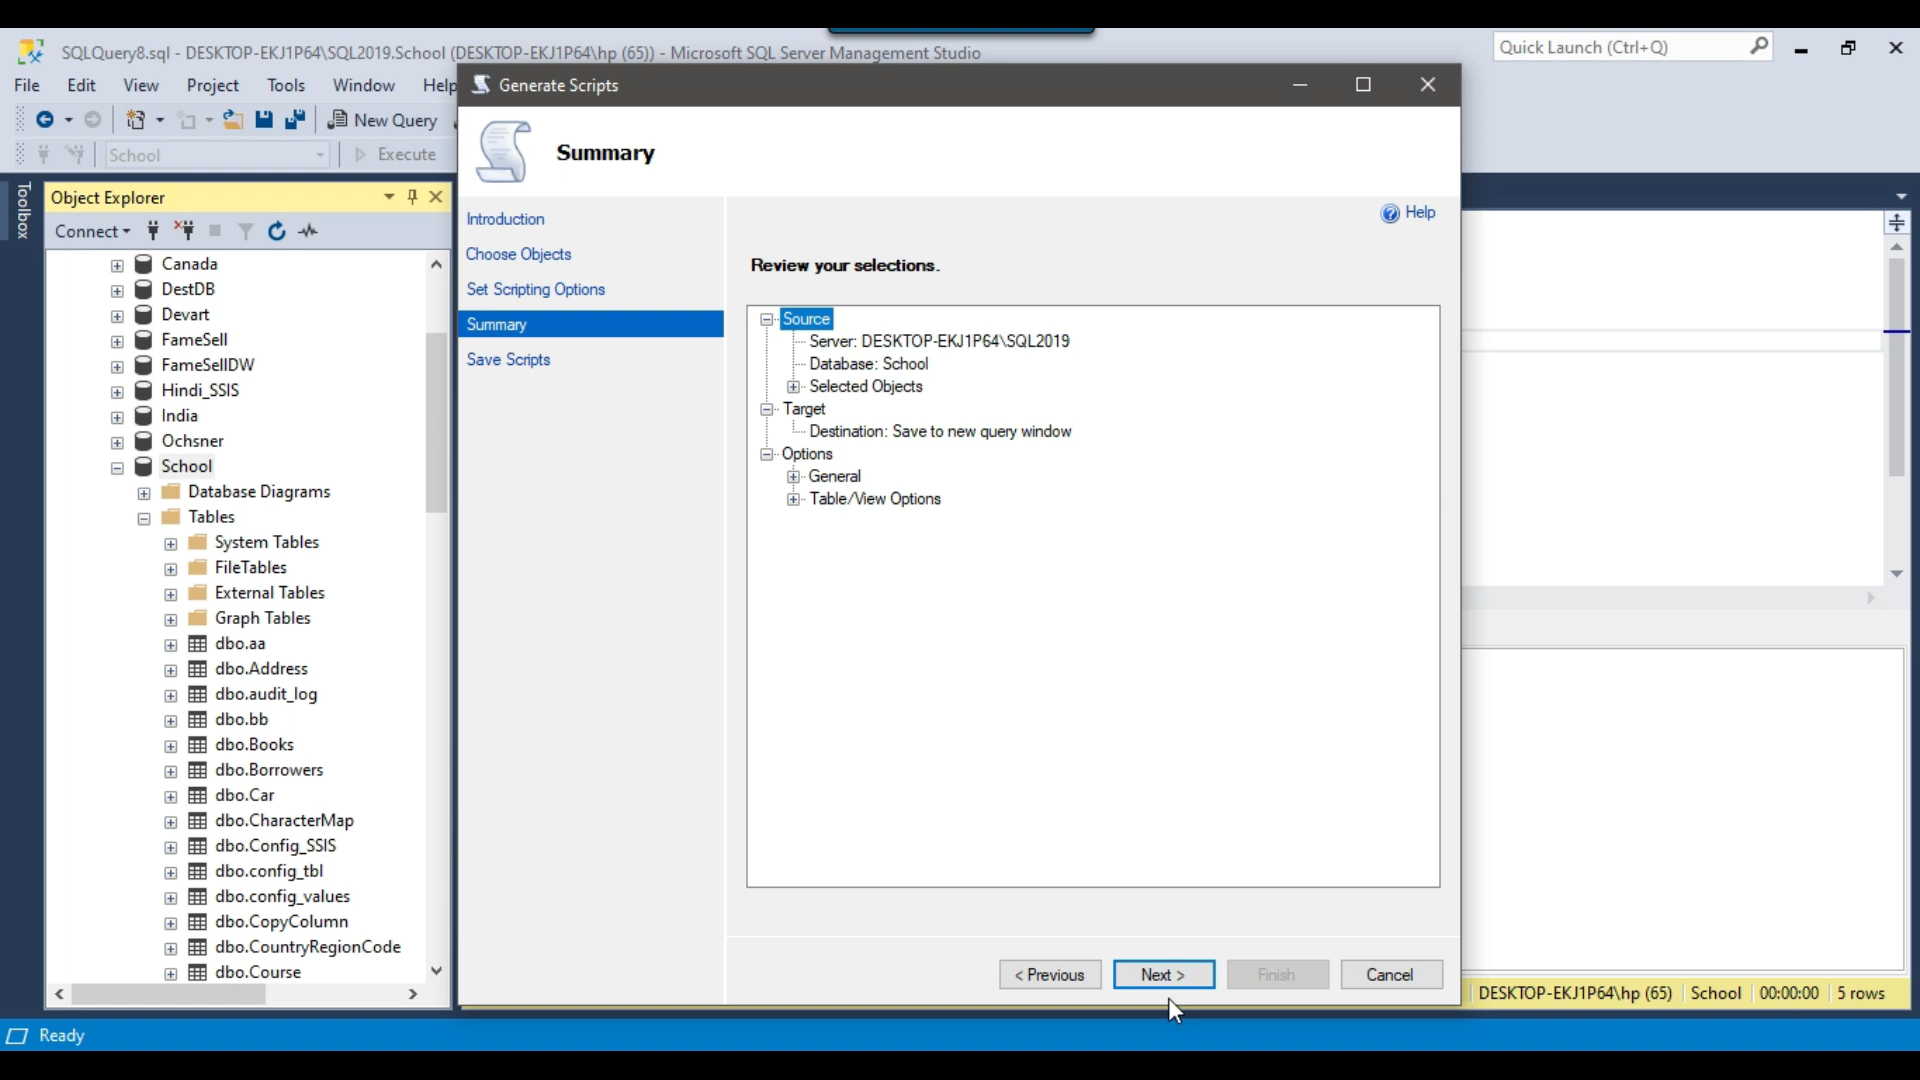 SQLQuery8.sql - DESKTOP-EKJ1P64\SQL2019.School (DESKTOP-EKJ1P64\hp (65)) - Microsoft SQL Server Management Studio
Quick Launch (Ctrl+Q)
File Edit View Project Tools Window Help
New Query
School
Execute
Toolbox
Object Explorer
Connect
Canada
DestDB
Devart
FameSell
FameSellDW
Hindi_SSIS
India
Ochsner
School
Database Diagrams
Tables
System Tables
FileTables
External Tables
Graph Tables
dbo.aa
dbo.Address
dbo.audit_log
dbo.bb
dbo.Books
dbo.Borrowers
dbo.Car
dbo.CharacterMap
dbo.Config_SSIS
dbo.config_tbl
dbo.config_values
dbo.CopyColumn
dbo.CountryRegionCode
dbo.Course
Generate Scripts
Summary
Introduction
Choose Objects
Set Scripting Options
Summary
Save Scripts
Help
Review your selections.
Source
Server: DESKTOP-EKJ1P64\SQL2019
Database: School
Selected Objects
Target
Destination: Save to new query window
Options
General
Table/View Options
< Previous
Next >
Finish
Cancel
DESKTOP-EKJ1P64\hp (65) School 00:00:00 5 rows
Ready